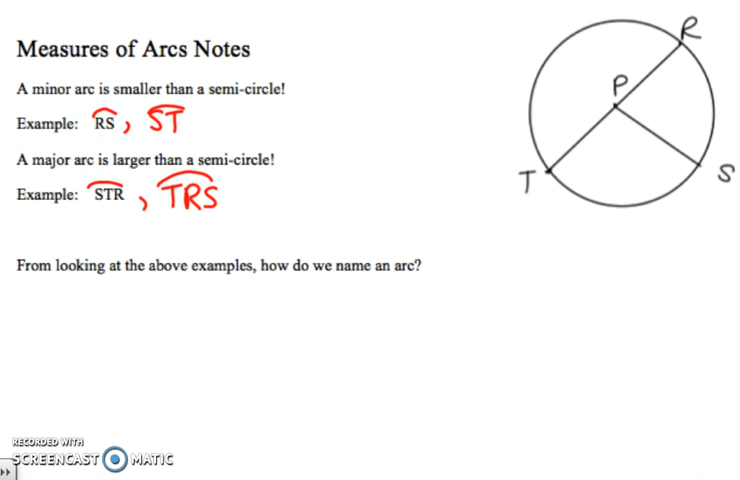 Measures of Arcs Notes
A minor arc is smaller than a semi-circle!
Example: RS, ST
A major arc is larger than a semi-circle!
Example: STR, TRS
From looking at the above examples, how do we name an arc?
R
P
T
S
RECORDED WITH
SCREENCAST MATIC